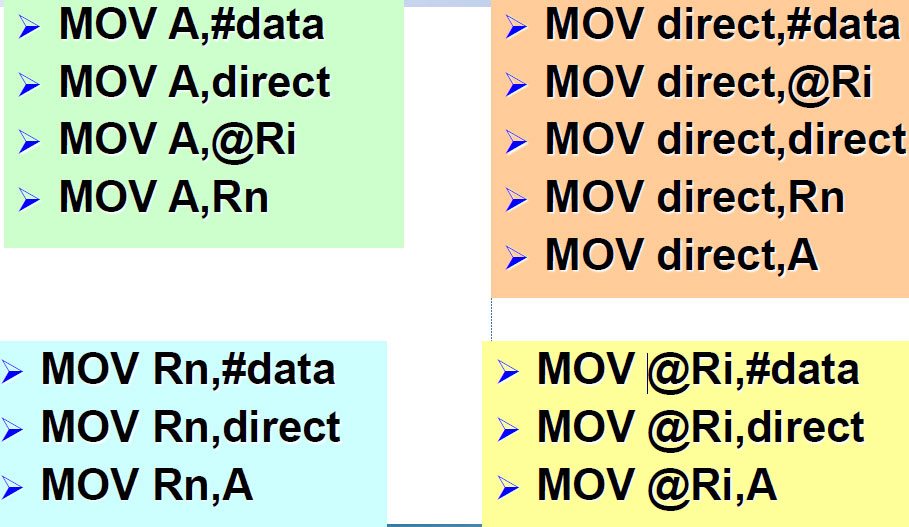 MOV A,#data
MOV A,direct
MOV A,@Ri
MOV A,Rn
MOV direct,#data
MOV direct,@Ri
MOV direct,direct
MOV direct,Rn
MOV direct,A
MOV Rn,#data
MOV Rn,direct
MOV Rn,A
MOV @Ri,#data
MOV @Ri,direct
MOV @Ri,A